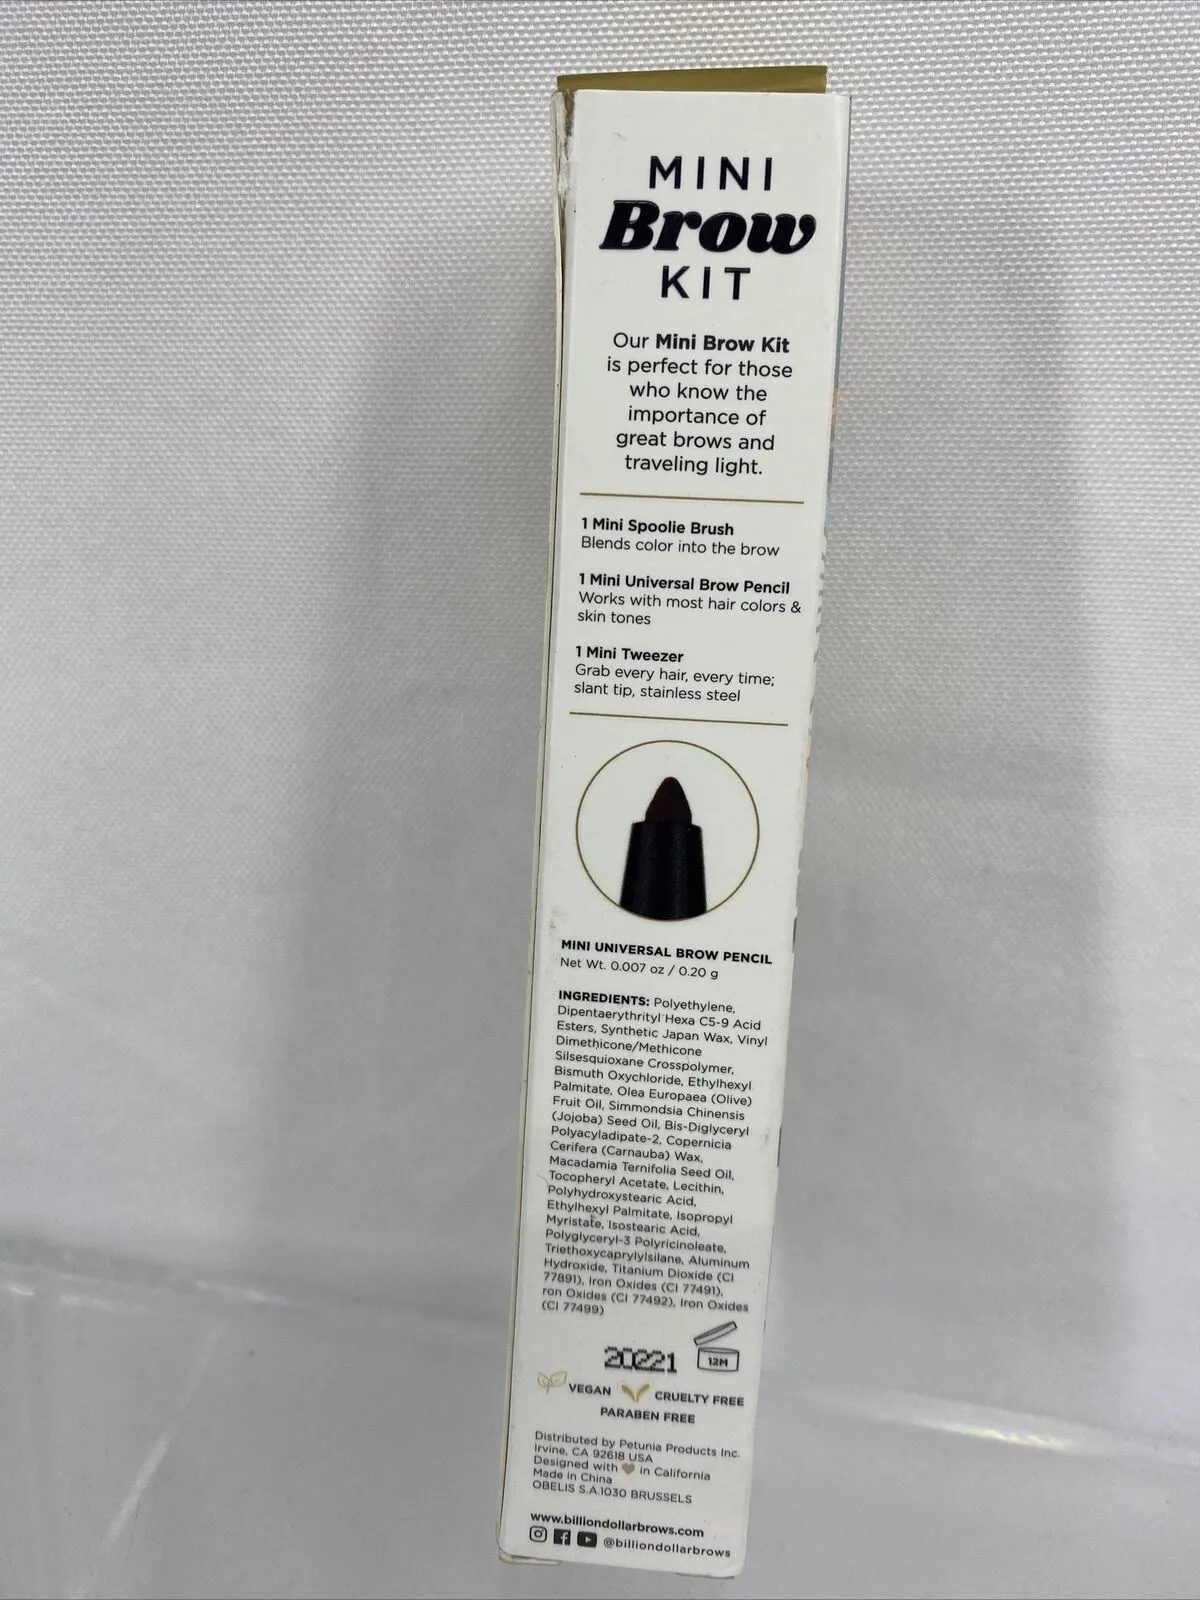 MINI
Brow
KIT
Our Mini Brow Kit
is perfect for those
who know the
importance of
great brows and
traveling light.
1 Mini Spoolie Brush
Blends color into the brow
1 Mini Universal Brow Pencil
Works with most hair colors &
skin tones
1 Mini Tweezer
Grab every hair, every time;
slant tip, stainless steel
MINI UNIVERSAL BROW PENCIL
Net Wt. 0.007 oz / 0.20 g
INGREDIENTS: Polyethylene,
Dipentaerythrityl Hexa C5-9 Acid
Esters, Synthetic Japan Wax, Vinyl
Dimethicone/Methicone
Silsesquioxane Crosspolymer,
Bismuth Oxychloride, Ethylhexyl
Palmitate, Olea Europaea (Olive)
Fruit Oil, Simmondsia Chinensis
(Jojoba) Seed Oil, Bis-Diglyceryl
Polyacyladipate-2, Copernicia
Cerifera (Carnauba) Wax,
Macadamia Ternifolia Seed Oil,
Tocopheryl Acetate, Lecithin,
Polyhydroxystearic Acid,
Ethylhexyl Palmitate, Isopropyl
Myristate, Isostearic Acid,
Polyglyceryl-3 Polyricinoleate,
Triethoxycaprylylsilane, Aluminum
Hydroxide, Titanium Dioxide (CI
77891), Iron Oxides (CI 77491),
ron Oxides (CI 77492), Iron Oxides
(CI 77499)
20221
12M
VEGAN CRUELTY FREE
PARABEN FREE
Distributed by Petunia Products Inc.
Irvine, CA 92618 USA
Designed with in California
Made in China
OBELIS S.A.1030 BRUSSELS
www.billiondollarbrows.com
@billiondollarbrows